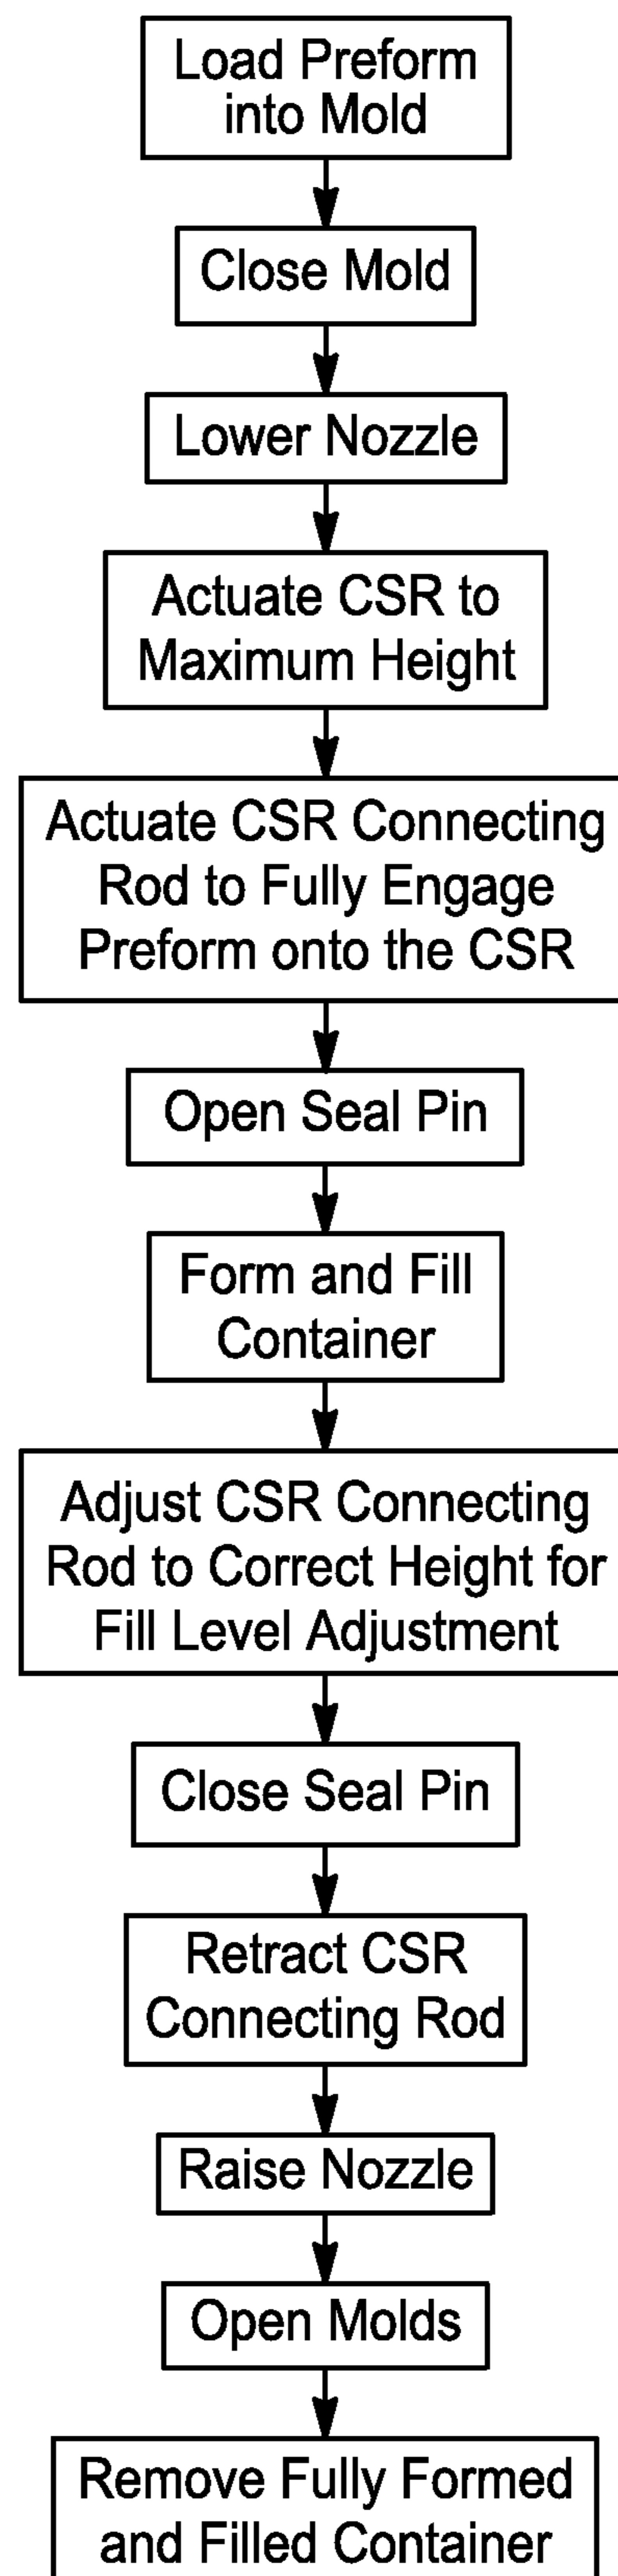 Load Preform
into Mold
Close Mold
Lower Nozzle
Actuate CSR to
Maximum Height
Actuate CSR Connecting
Rod to Fully Engage
Preform onto the CSR
Open Seal Pin
Form and Fill
Container
Adjust CSR Connecting
Rod to Correct Height for
Fill Level Adjustment
Close Seal Pin
Retract CSR
Connecting Rod
Raise Nozzle
Open Molds
Remove Fully Formed
and Filled Container